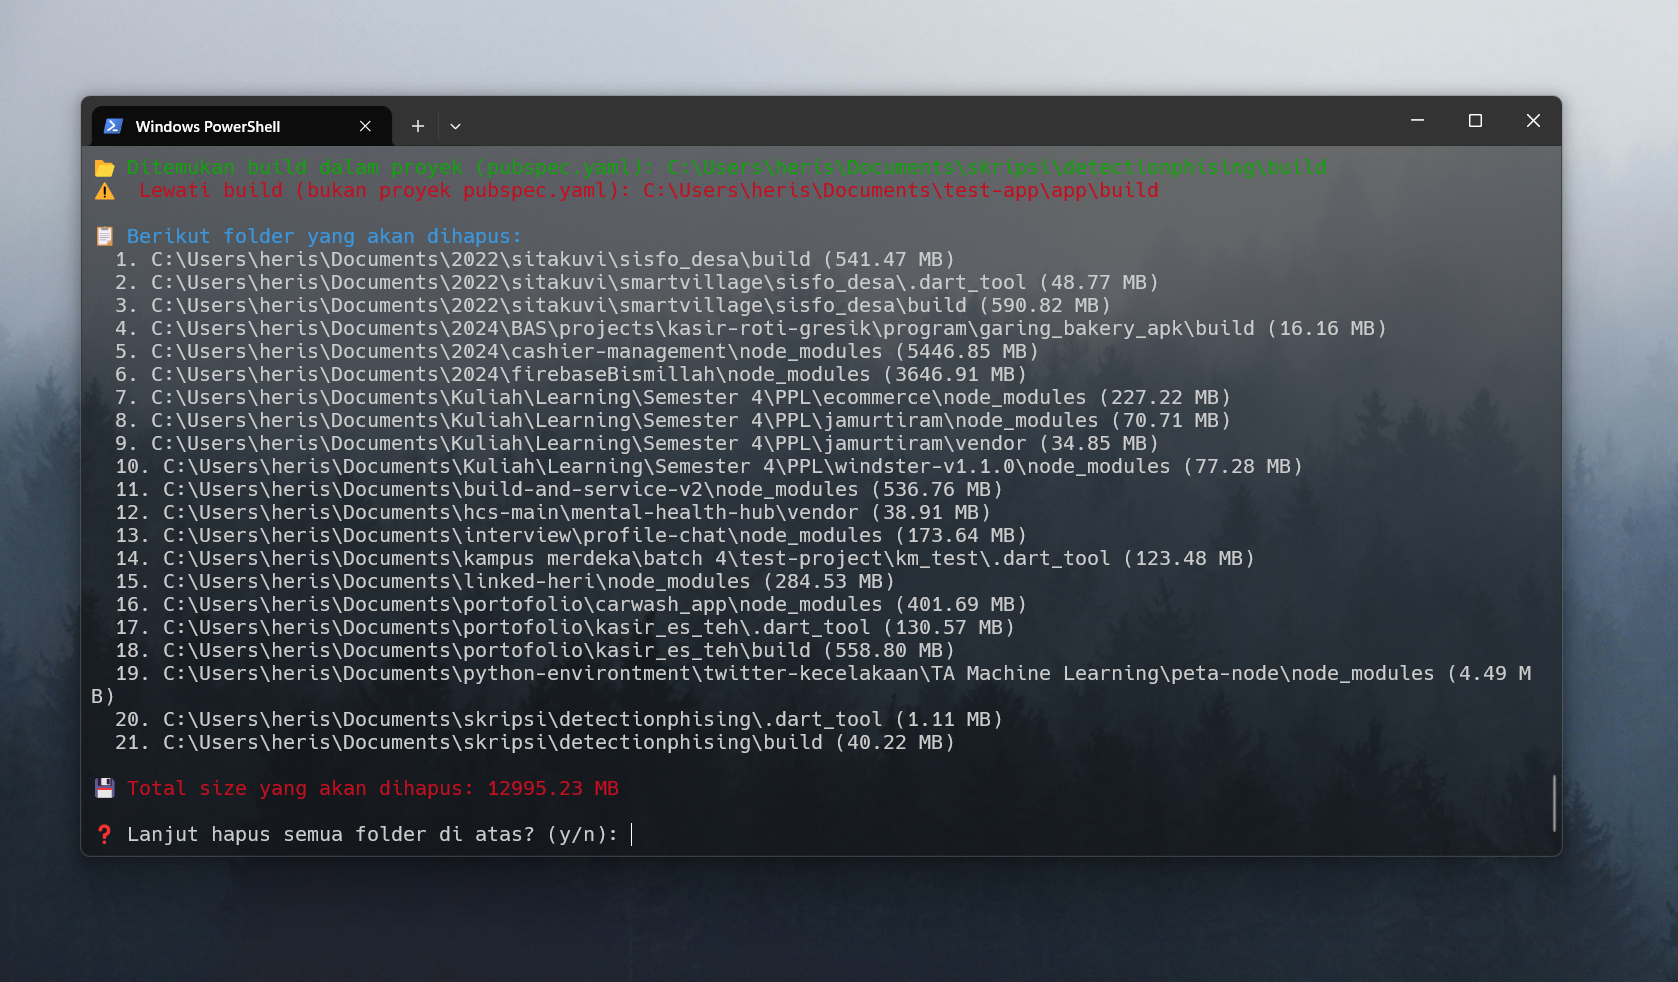 Windows PowerShell
Ditemukan build dalam proyek (pubspec.yaml): C:\Users\heris\Documents\skripsi\detectionphising\build
Lewati build (bukan proyek pubspec.yaml): C:\Users\heris\Documents\test-app\app\build
Berikut folder yang akan dihapus:
1. C:\Users\heris\Documents\2022\sitakuvi\sisfo_desa\build (541.47 MB)
2. C:\Users\heris\Documents\2022\sitakuvi\smartvillage\sisfo_desa\.dart_tool (48.77 MB)
3. C:\Users\heris\Documents\2022\sitakuvi\smartvillage\sisfo_desa\build (590.82 MB)
4. C:\Users\heris\Documents\2024\BAS\projects\kasir-roti-gresik\program\garing_bakery_apk\build (16.16 MB)
5. C:\Users\heris\Documents\2024\cashier-management\node_modules (5446.85 MB)
6. C:\Users\heris\Documents\2024\firebaseBismillah\node_modules (3646.91 MB)
7. C:\Users\heris\Documents\Kuliah\Learning\Semester 4\PPL\ecommerce\node_modules (227.22 MB)
8. C:\Users\heris\Documents\Kuliah\Learning\Semester 4\PPL\jamurtiram\node_modules (70.71 MB)
9. C:\Users\heris\Documents\Kuliah\Learning\Semester 4\PPL\jamurtiram\vendor (34.85 MB)
10. C:\Users\heris\Documents\Kuliah\Learning\Semester 4\PPL\windster-v1.1.0\node_modules (77.28 MB)
11. C:\Users\heris\Documents\build-and-service-v2\node_modules (536.76 MB)
12. C:\Users\heris\Documents\hcs-main\mental-health-hub\vendor (38.91 MB)
13. C:\Users\heris\Documents\interview\profile-chat\node_modules (173.64 MB)
14. C:\Users\heris\Documents\kampus merdeka\batch 4\test-project\km_test\.dart_tool (123.48 MB)
15. C:\Users\heris\Documents\linked-heri\node_modules (284.53 MB)
16. C:\Users\heris\Documents\portofolio\carwash_app\node_modules (401.69 MB)
17. C:\Users\heris\Documents\portofolio\kasir_es_teh\.dart_tool (130.57 MB)
18. C:\Users\heris\Documents\portofolio\kasir_es_teh\build (558.80 MB)
19. C:\Users\heris\Documents\python-environtment\twitter-kecelakaan\TA Machine Learning\peta-node\node_modules (4.49 M
B)
20. C:\Users\heris\Documents\skripsi\detectionphising\.dart_tool (1.11 MB)
21. C:\Users\heris\Documents\skripsi\detectionphising\build (40.22 MB)
Total size yang akan dihapus: 12995.23 MB
Lanjut hapus semua folder di atas? (y/n):